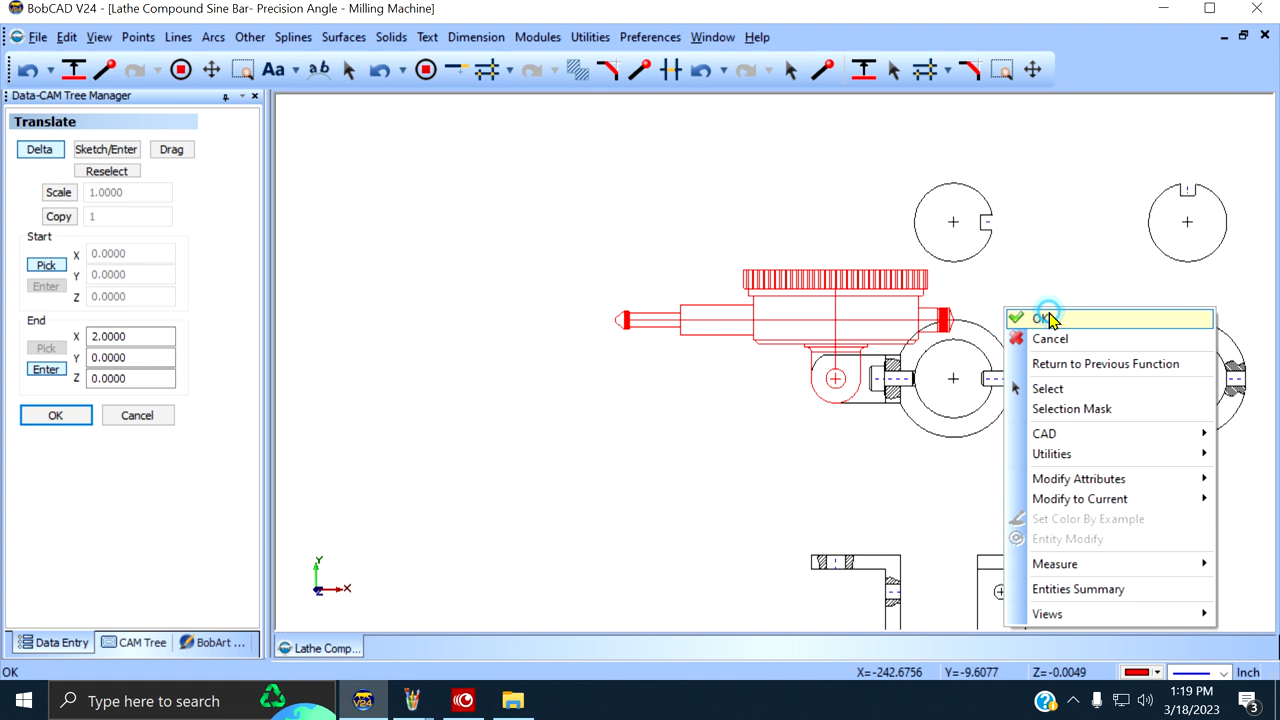 BobCAD V24 - [Lathe Compound Sine Bar- Precision Angle - Milling Machine]
File Edit View Points Lines Arcs Other Splines Surfaces Solids Text Dimension Modules Utilities Preferences Window Help
Aa ab
Data-CAM Tree Manager
Translate
Delta Sketch/Enter Drag
Reselect
Scale 1.0000
Copy 1
Start
Pick X 0.0000
Enter Y 0.0000
Z 0.0000
End
Pick X 2.0000
Enter Y 0.0000
Z 0.0000
OK Cancel
OK
Cancel
Return to Previous Function
Select
Selection Mask
CAD
Utilities
Modify Attributes
Modify to Current
Set Color By Example
Entity Modify
Measure
Entities Summary
Views
Y
X
Z
Data Entry CAM Tree BobArt ...
Lathe Comp...
OK X=-242.6756 Y=-9.6077 Z=-0.0049 Inch
Type here to search
V24
1:19 PM
3/18/2023
3